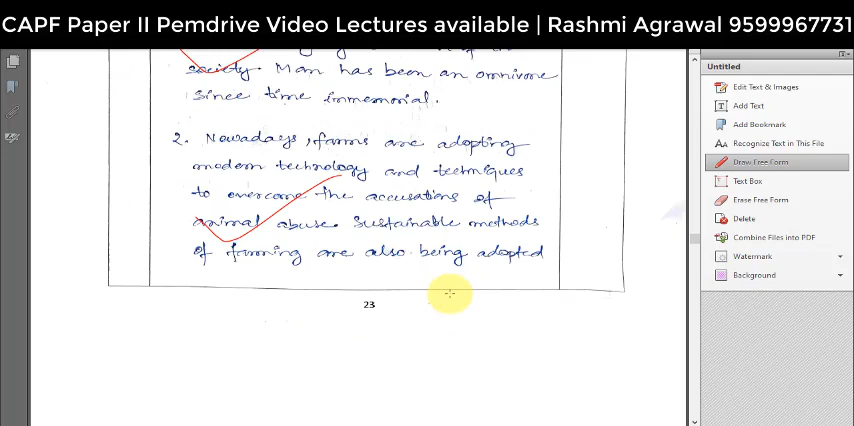 CAPF Paper II Pemdrive Video Lectures available | Rashmi Agrawal 9599967731
society. Man has been an omnivore
since time immemorial.
2. Nowadays, farms are adopting
modern technology and techniques
to overcome the accusations of
animal abuse. Sustainable methods
of farming are also being adopted
23
Untitled
Edit Text & Images
Add Text
Add Bookmark
Recognize Text in This File
Draw Free Form
Text Box
Erase Free Form
Delete
Combine Files into PDF
Watermark
Background